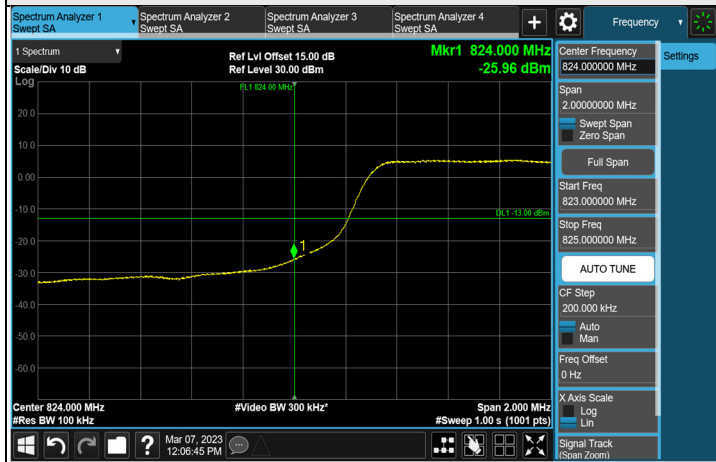 Spectrum Analyzer 1
Swept SA
Spectrum Analyzer 2
Swept SA
Spectrum Analyzer 3
Swept SA
Spectrum Analyzer 4
Swept SA
+
Frequency
1 Spectrum
Scale/Div 10 dB
Log
Ref Lvl Offset 15.00 dB
Ref Level 30.00 dBm
Mkr1 824.000 MHz
-25.96 dBm
FL1 824.00 MHz
20.0
10.0
0.00
-10.0
-20.0
-30.0
-40.0
-50.0
-60.0
DL1 -13.00 dBm
1
Center 824.000 MHz
#Res BW 100 kHz
#Video BW 300 kHz*
Span 2.000 MHz
#Sweep 1.00 s (1001 pts)
?
Mar 07, 2023
12:06:45 PM
Center Frequency
824.000000 MHz
Span
2.00000000 MHz
Swept Span
Zero Span
Full Span
Start Freq
823.000000 MHz
Stop Freq
825.000000 MHz
AUTO TUNE
CF Step
200.000 kHz
Auto
Man
Freq Offset
0 Hz
X Axis Scale
Log
Lin
Signal Track
(Span Zoom)
Settings